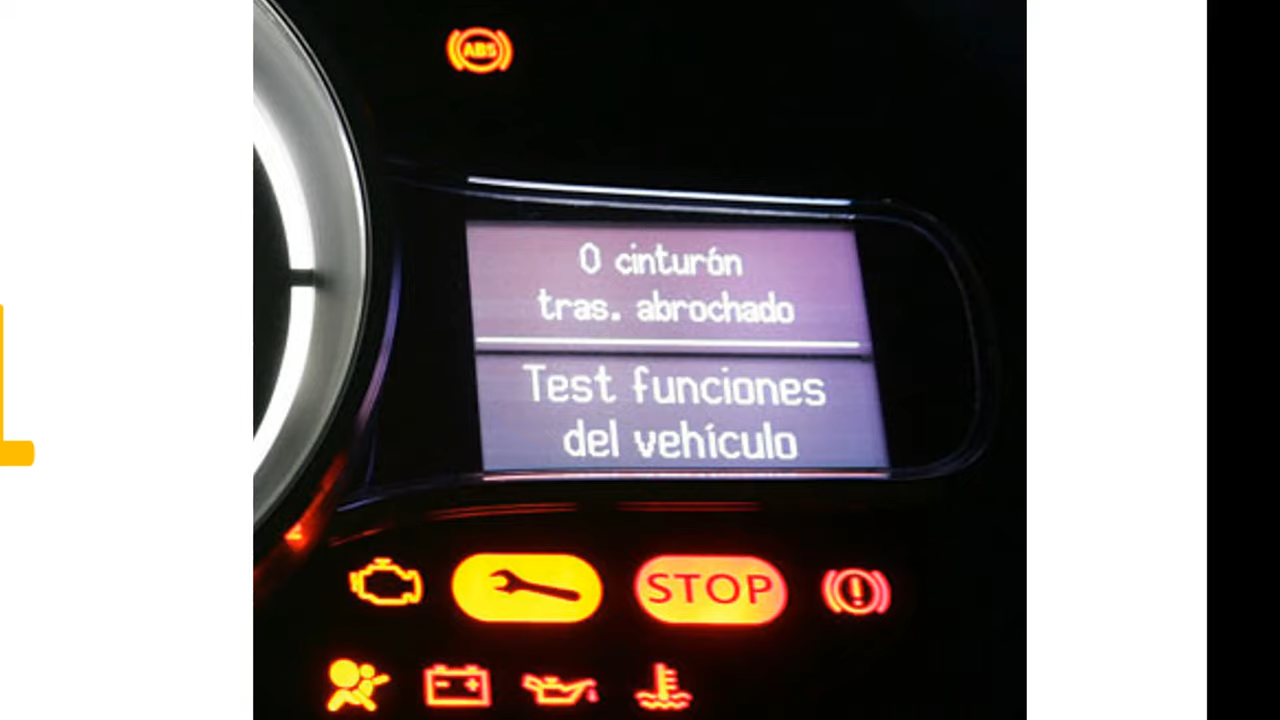 ABS
0 cinturón
tras. abrochado
Test funciones
del vehículo
STOP